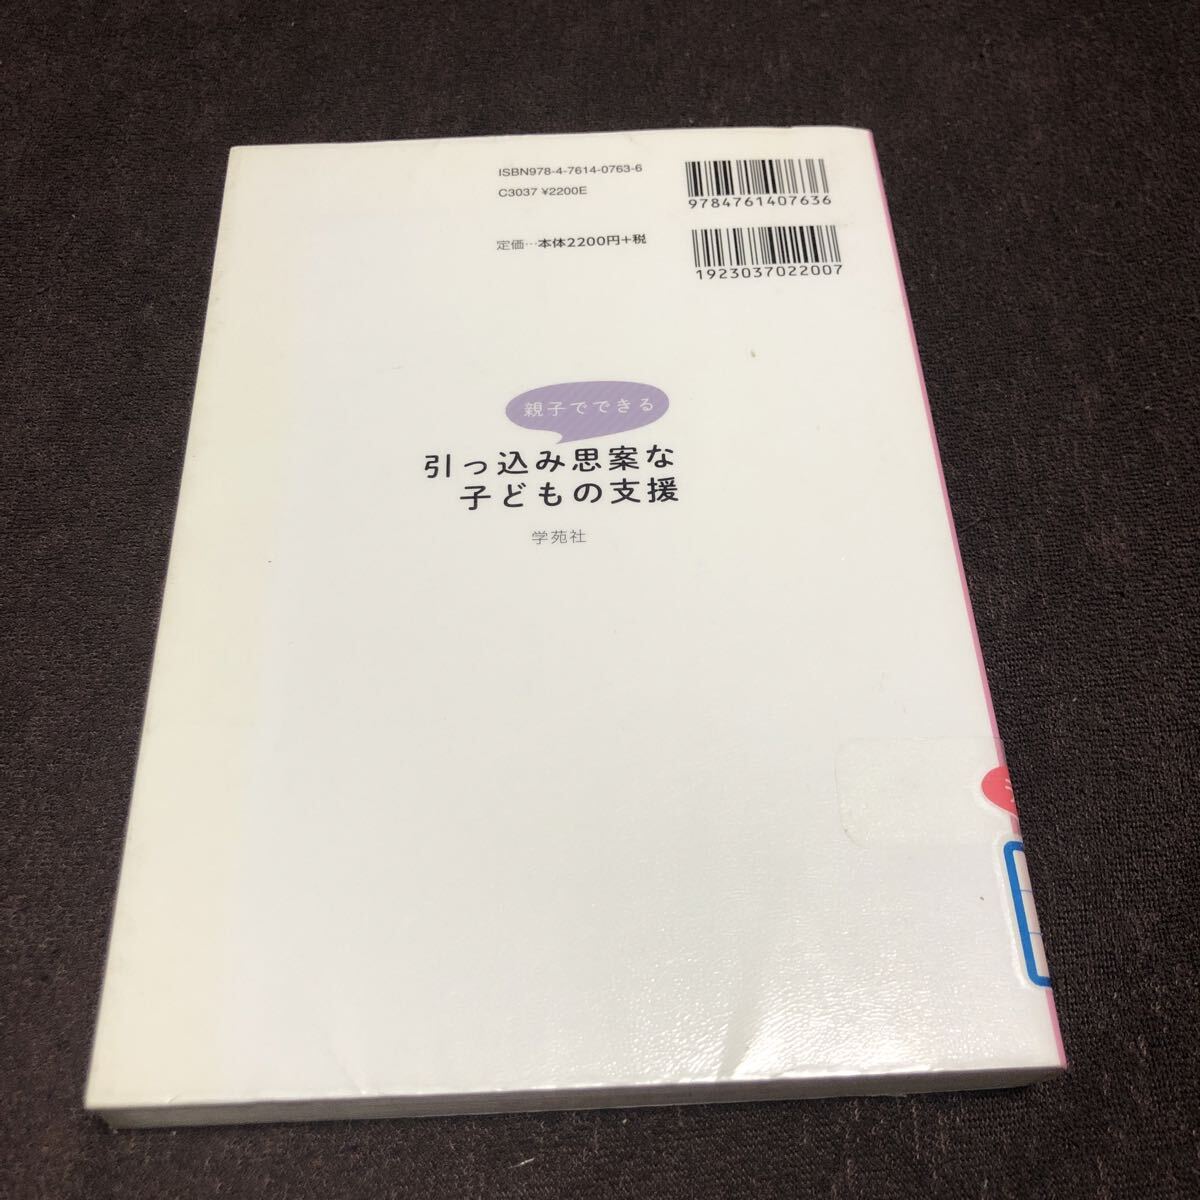 ISBN978-4-7614-0763-6
C3037 ¥2200E
定価…本体2200円+税
9784761407636
1923037022007
親子でできる
引っ込み思案な
子どもの支援
学苑社